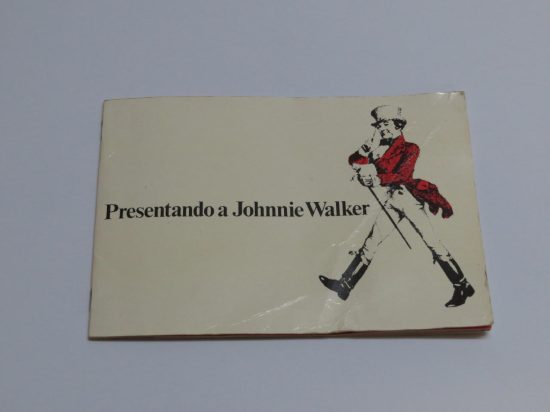 Presentando a Johnnie Walker